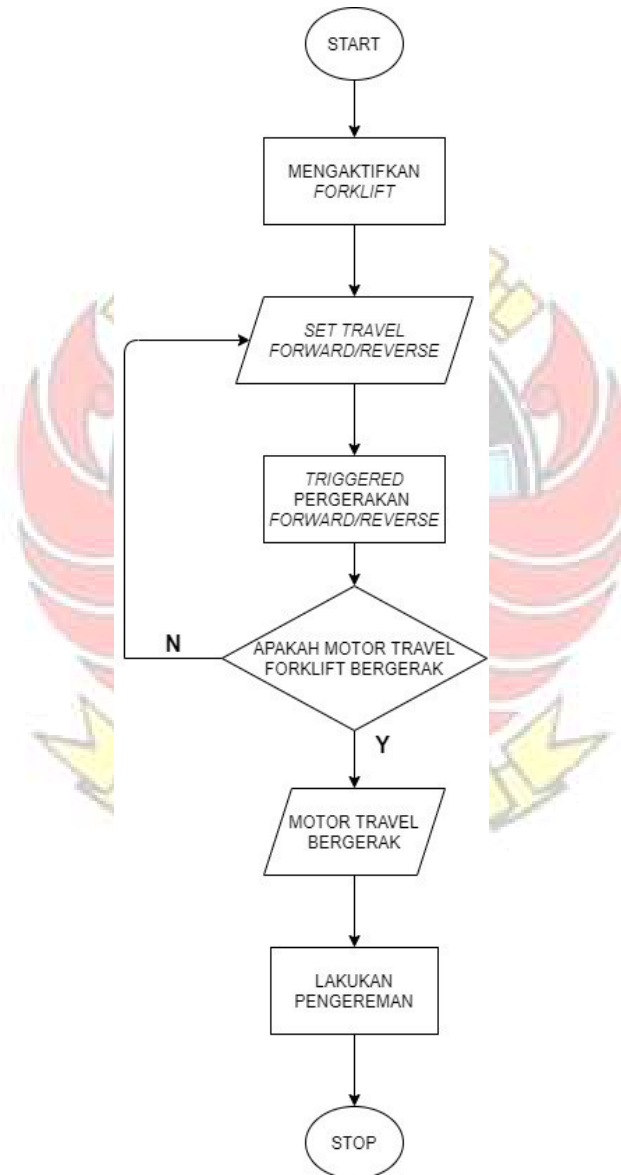 START
MENGAKTIFKAN
FORKLIFT
SET TRAVEL
FORWARD/REVERSE
TRIGGERED
PERGERAKAN
FORWARD/REVERSE
APAKAH MOTOR TRAVEL
FORKLIFT BERGERAK
N
Y
MOTOR TRAVEL
BERGERAK
LAKUKAN
PENGEREMAN
STOP